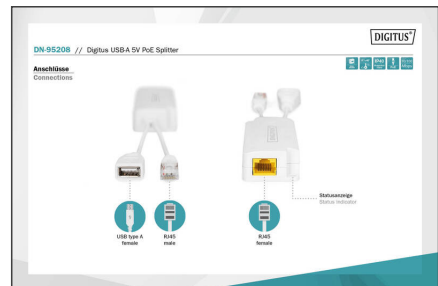 DIGITUS®
DN-95208 // Digitus USB-A 5V PoE Splitter
Anschlüsse
Connections
DIGITUS
Statusanzeige
Status indicator
USB type A
female
RJ45
male
RJ45
female